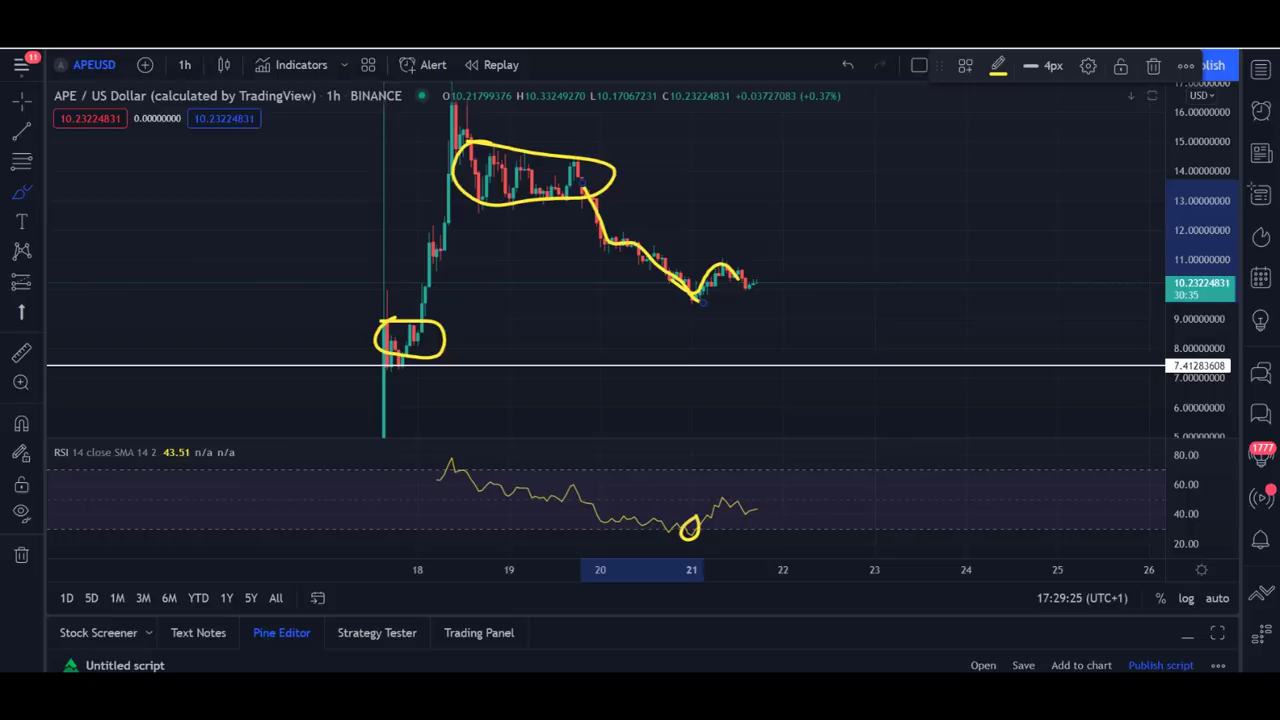 11
APEUSD
1h
Indicators
Alert
Replay
4px
lish
APE / US Dollar (calculated by TradingView) · 1h · BINANCE
O10.21799376 H10.33249270 L10.17067231 C10.23224831 +0.03727083 (+0.37%)
USD
10.23224831
0.00000000
10.23224831
17.00000000
16.00000000
15.00000000
14.00000000
13.00000000
12.00000000
11.00000000
10.23224831
30:35
9.00000000
8.00000000
7.41283608
7.00000000
6.00000000
5.00000000
RSI 14 close SMA 14 2 43.51 n/a n/a
80.00
60.00
40.00
20.00
1777
18 19 20 21 22 23 24 25 26
1D 5D 1M 3M 6M YTD 1Y 5Y All
17:29:25 (UTC+1)
% log auto
Stock Screener Text Notes Pine Editor Strategy Tester Trading Panel
Untitled script
Open Save Add to chart Publish script